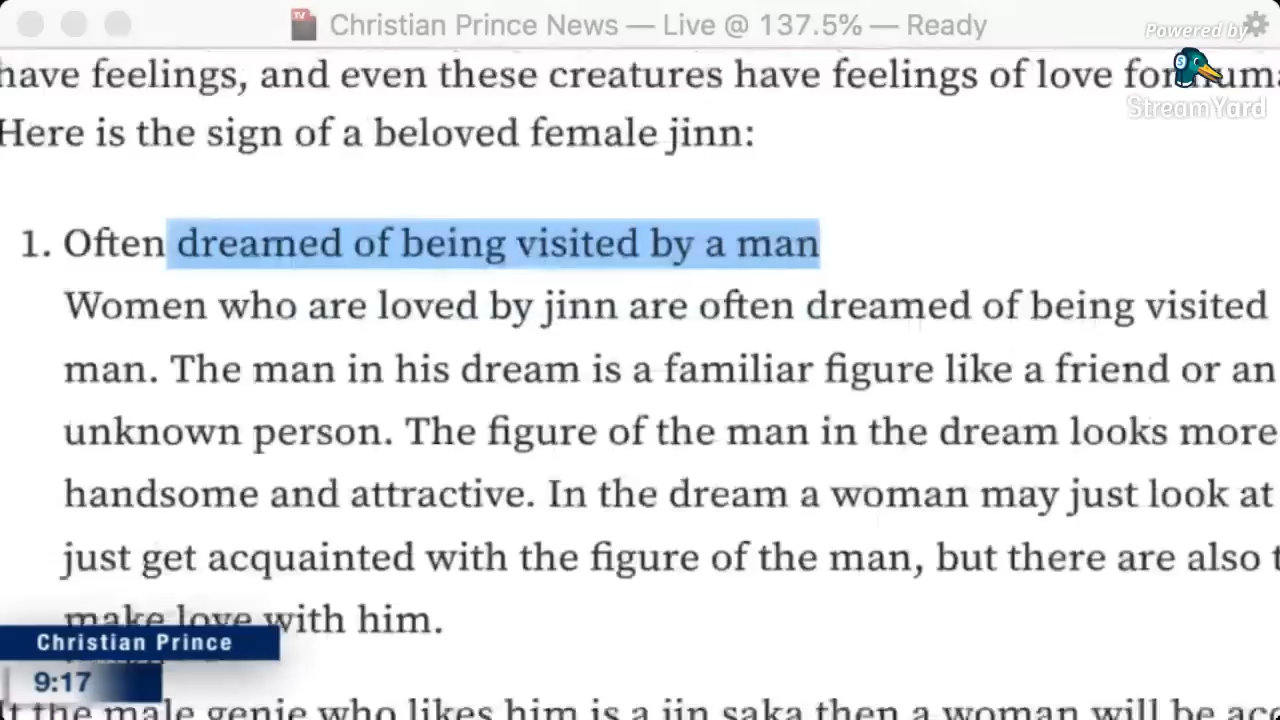 Christian Prince News — Live @ 137.5% — Ready
Powered by
StreamYard
have feelings, and even these creatures have feelings of love for
Here is the sign of a beloved female jinn:
1. Often dreamed of being visited by a man
Women who are loved by jinn are often dreamed of being visited
man. The man in his dream is a familiar figure like a friend or an
unknown person. The figure of the man in the dream looks more
handsome and attractive. In the dream a woman may just look at
just get acquainted with the figure of the man, but there are also
make love with him.
Christian Prince
9:17
the male genie who likes him is a jin saka then a woman will be